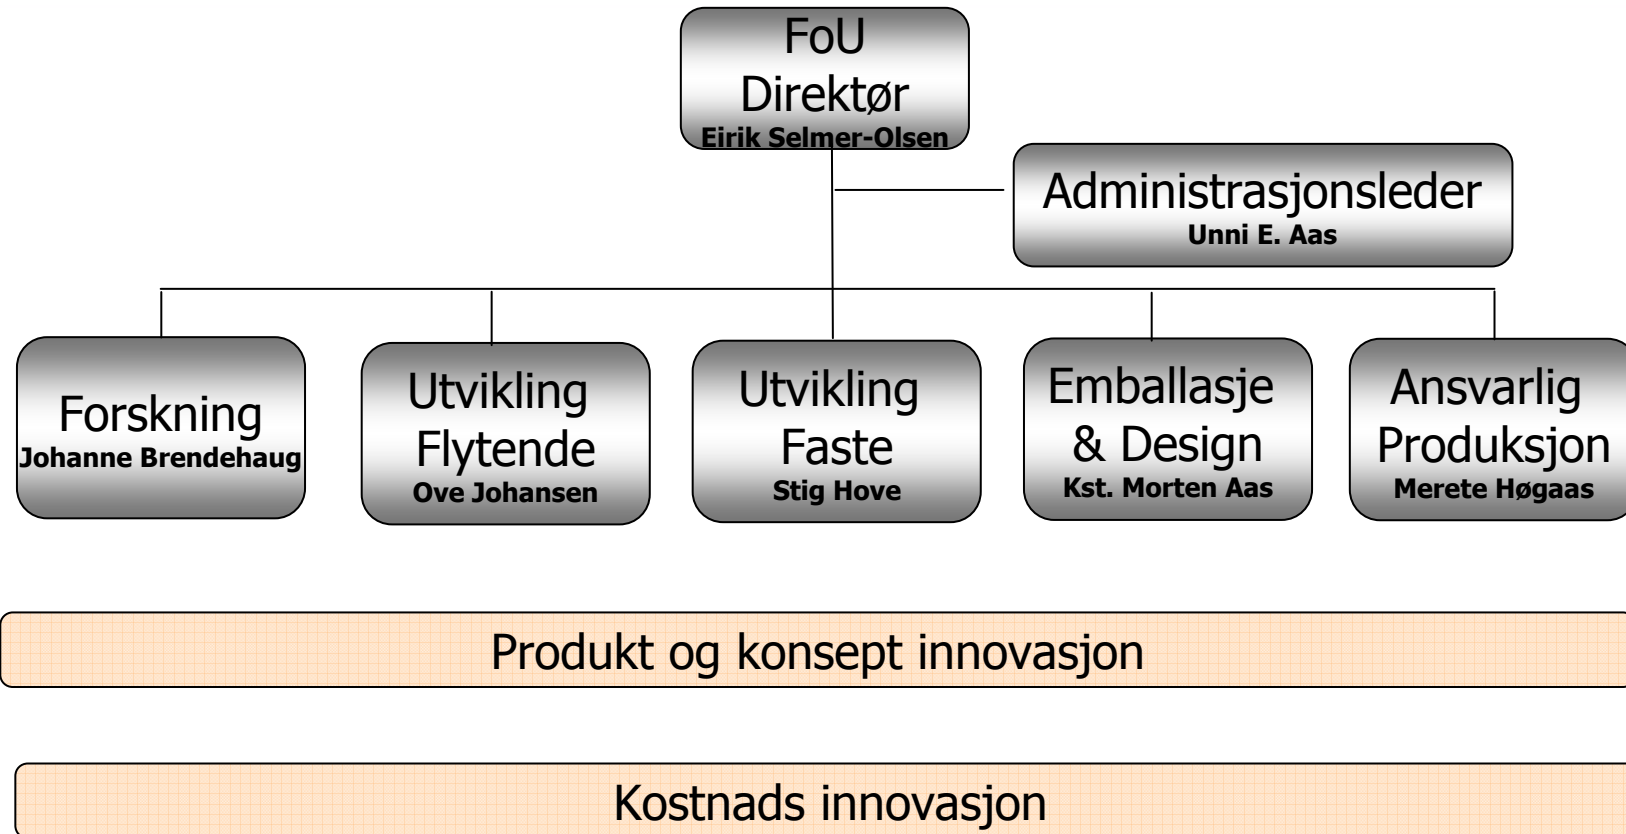 FoU
Direktør
Eirik Selmer-Olsen
Administrasjonsleder
Unni E. Aas
Forskning
Johanne Brendehaug
Utvikling
Flytende
Ove Johansen
Utvikling
Faste
Stig Hove
Emballasje
& Design
Kst. Morten Aas
Ansvarlig
Produksjon
Merete Høgaas
Produkt og konsept innovasjon
Kostnads innovasjon